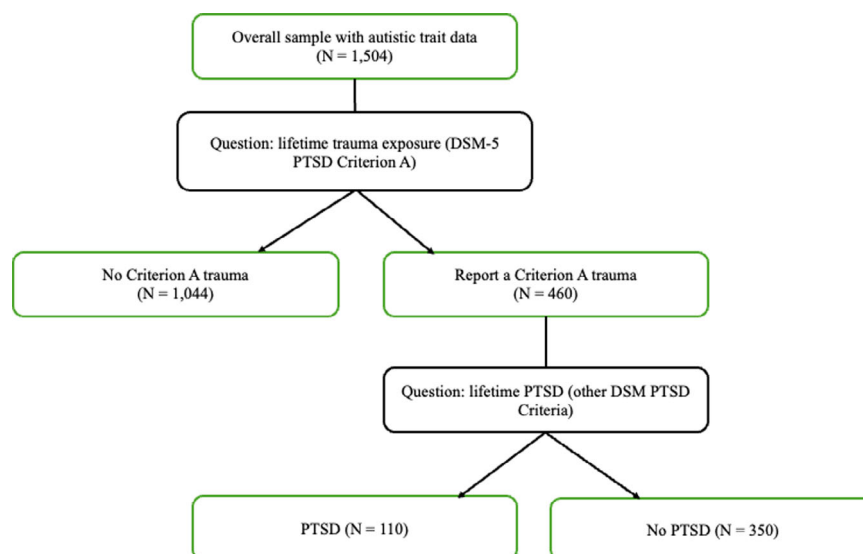 Overall sample with autistic trait data
(N = 1,504)
Question: lifetime trauma exposure (DSM-5
PTSD Criterion A)
No Criterion A trauma
(N = 1,044)
Report a Criterion A trauma
(N = 460)
Question: lifetime PTSD (other DSM PTSD
Criteria)
PTSD (N = 110)
No PTSD (N = 350)